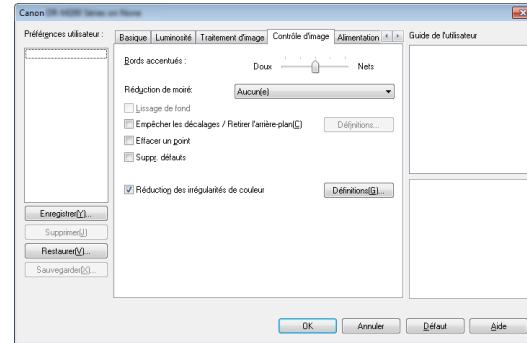 Canon
Préférences utilisateur :
Enregistrer(Y)...
Supprimer(J)
Restaurer(V)...
Sauvegarder(X)...
Basique Luminosité Traitement d'image Contrôle d'image Alimentation
Bords accentués :
Doux Nets
Réduction de moiré: Aucun(e)
Lissage de fond
Empêcher les décalages / Retirer l'arrière-plan(C) Définitions...
Effacer un point
Suppr. défauts
Réduction des irrégularités de couleur Définitions(G)...
Guide de l'utilisateur
OK Annuler Défaut Aide